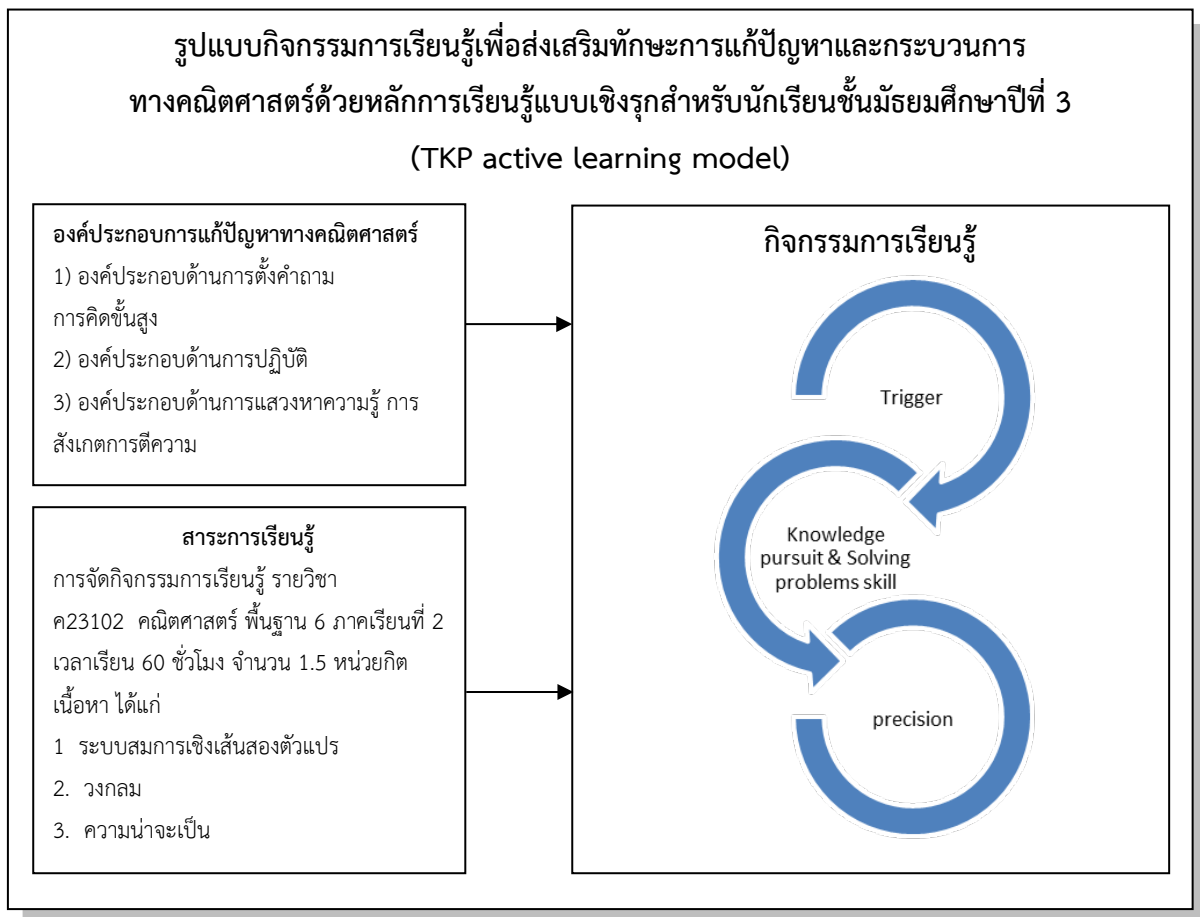 รูปแบบกิจกรรมการเรียนรู้เพื่อส่งเสริมทักษะการแก้ปัญหาและกระบวนการ
ทางคณิตศาสตร์ด้วยหลักการเรียนรู้แบบเชิงรุกสำหรับนักเรียนชั้นมัธยมศึกษาปีที่ 3
(TKP active learning model)
องค์ประกอบการแก้ปัญหาทางคณิตศาสตร์
1) องค์ประกอบด้านการตั้งคำถาม
การคิดขั้นสูง
2) องค์ประกอบด้านการปฏิบัติ
3) องค์ประกอบด้านการแสวงหาความรู้ การ
สังเกตการตีความ
สาระการเรียนรู้
การจัดกิจกรรมการเรียนรู้ รายวิชา
ค23102 คณิตศาสตร์ พื้นฐาน 6 ภาคเรียนที่ 2
เวลาเรียน 60 ชั่วโมง จำนวน 1.5 หน่วยกิต
เนื้อหา ได้แก่
1 ระบบสมการเชิงเส้นสองตัวแปร
2. วงกลม
3. ความน่าจะเป็น
กิจกรรมการเรียนรู้
Trigger
Knowledge
pursuit & Solving
problems skill
precision